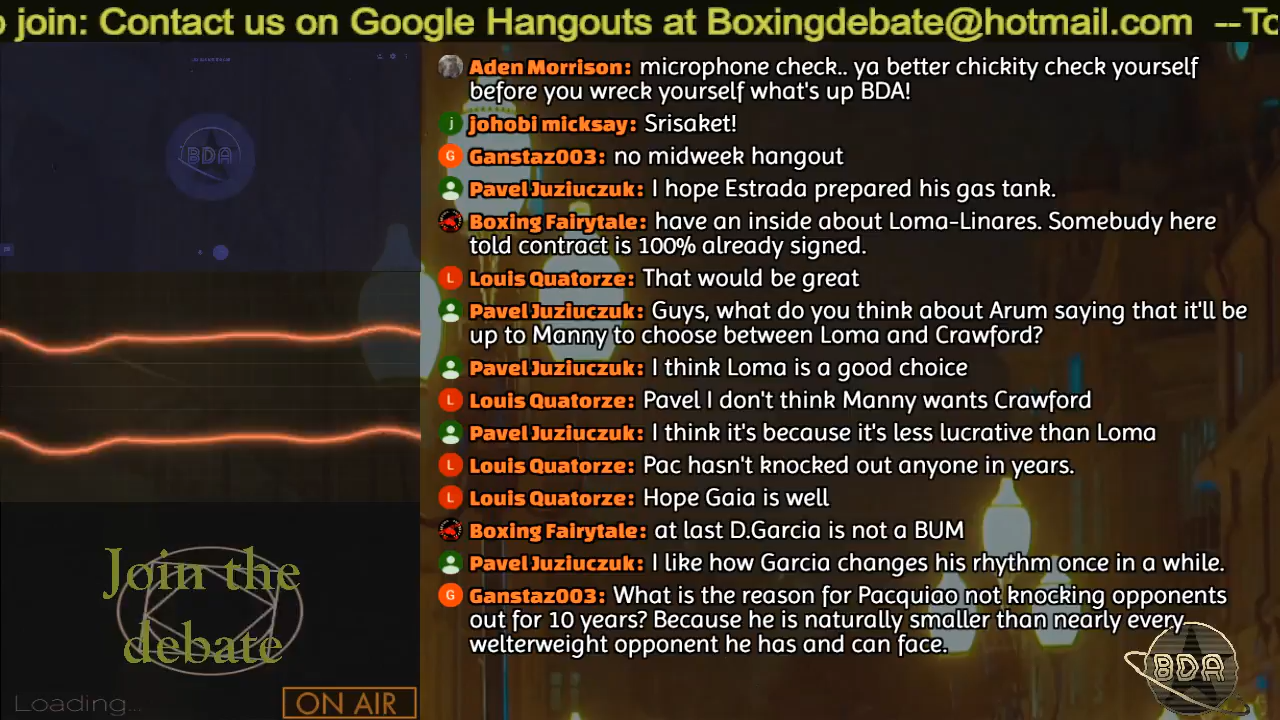 o join: Contact us on Google Hangouts at Boxingdebate@hotmail.com --To
Aden Morrison: microphone check.. ya better chickity check yourself
before you wreck yourself what's up BDA!
johobi micksay: Srisaket!
Ganstaz003: no midweek hangout
Pavel Juziuczuk: I hope Estrada prepared his gas tank.
Boxing Fairytale: have an inside about Loma-Linares. Somebudy here
told contract is 100% already signed.
Louis Quatorze: That would be great
Pavel Juziuczuk: Guys, what do you think about Arum saying that it'll be
up to Manny to choose between Loma and Crawford?
Pavel Juziuczuk: I think Loma is a good choice
Louis Quatorze: Pavel I don't think Manny wants Crawford
Pavel Juziuczuk: I think it's because it's less lucrative than Loma
Louis Quatorze: Pac hasn't knocked out anyone in years.
Louis Quatorze: Hope Gaia is well
Boxing Fairytale: at last D.Garcia is not a BUM
Pavel Juziuczuk: I like how Garcia changes his rhythm once in a while.
Ganstaz003: What is the reason for Pacquiao not knocking opponents
out for 10 years? Because he is naturally smaller than nearly every
welterweight opponent he has and can face.
BDA
Join the
debate
Loading...
ON AIR
BDA